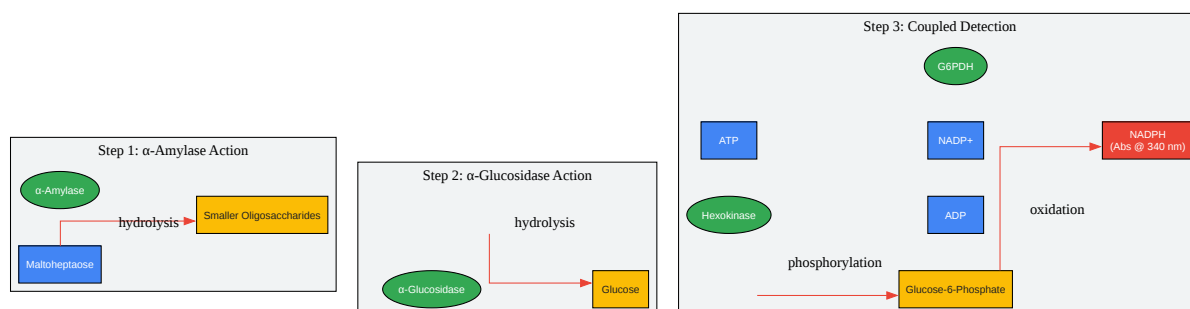 Step 1: α-Amylase Action
α-Amylase
hydrolysis
Smaller Oligosaccharides
Maltoheptaose
Step 2: α-Glucosidase Action
hydrolysis
α-Glucosidase
Glucose
Step 3: Coupled Detection
G6PDH
ATP
NADP+
NADPH
(Abs @ 340 nm)
Hexokinase
ADP
oxidation
phosphorylation
Glucose-6-Phosphate